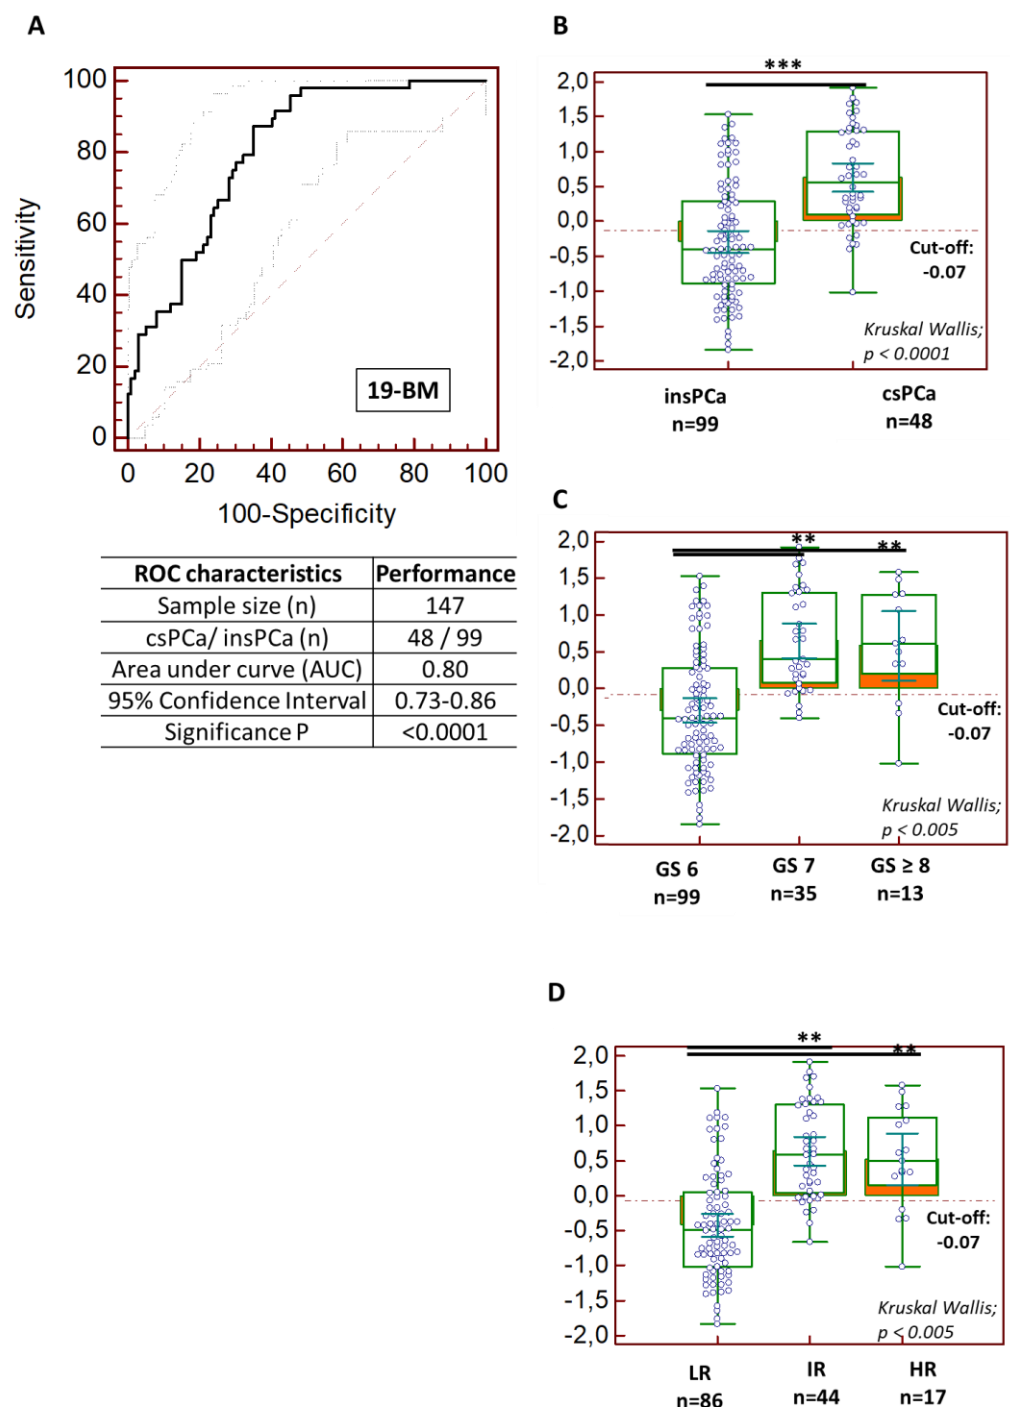 A
Sensitivity
100
80
60
40
20
0
19-BM
0 20 40 60 80 100
100-Specificity
ROC characteristics Performance
Sample size (n) 147
csPCa/ insPCa (n) 48 / 99
Area under curve (AUC) 0.80
95% Confidence Interval 0.73-0.86
Significance P <0.0001
B
***
2,0
1,5
1,0
0,5
0,0
-0,5
-1,0
-1,5
-2,0
Cut-off:
-0.07
Kruskal Wallis;
p < 0.0001
insPCa csPCa
n=99 n=48
C
** **
2,0
1,5
1,0
0,5
0,0
-0,5
-1,0
-1,5
-2,0
Cut-off:
-0.07
Kruskal Wallis;
p < 0.005
GS 6 GS 7 GS ≥ 8
n=99 n=35 n=13
D
** **
2,0
1,5
1,0
0,5
0,0
-0,5
-1,0
-1,5
-2,0
Cut-off:
-0.07
Kruskal Wallis;
p < 0.005
LR IR HR
n=86 n=44 n=17